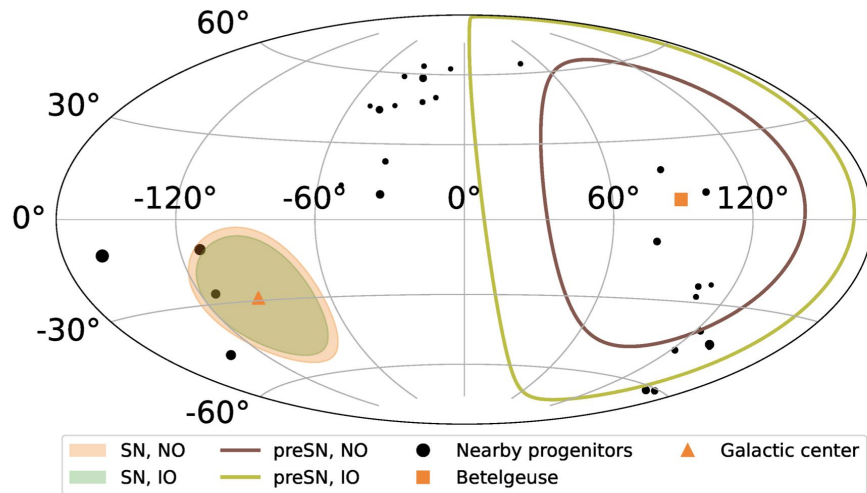 60°
30°
-120° -60° 0° 60° 120°
0°
-30°
-60°
SN, NO preSN, NO Nearby progenitors Galactic center
SN, IO preSN, IO Betelgeuse